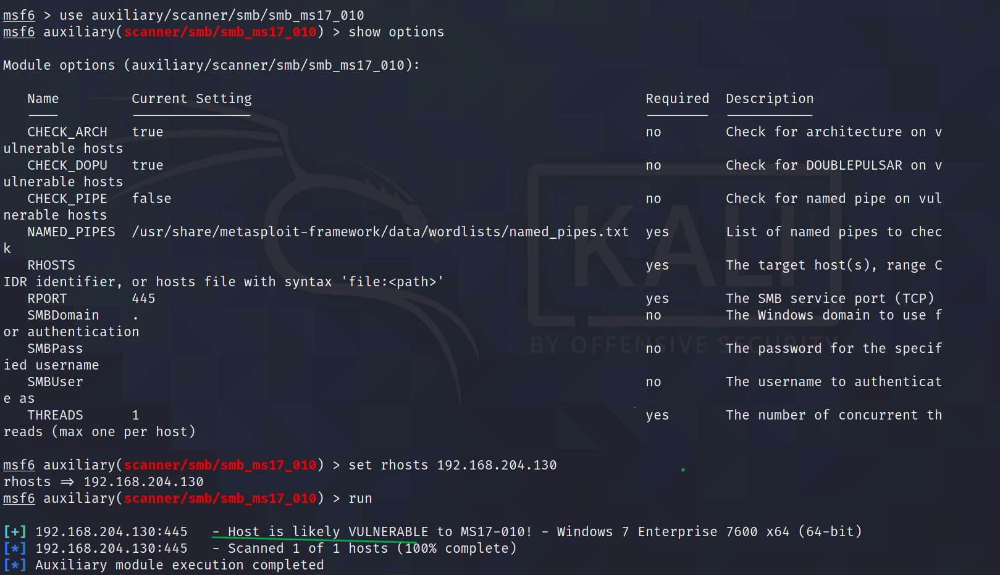 msf6 > use auxiliary/scanner/smb/smb_ms17_010
msf6 auxiliary(scanner/smb/smb_ms17_010) > show options
Module options (auxiliary/scanner/smb/smb_ms17_010):
Name Current Setting Required Description
CHECK_ARCH true no Check for architecture on v
ulnerable hosts
CHECK_DOPU true no Check for DOUBLEPULSAR on v
ulnerable hosts
CHECK_PIPE false no Check for named pipe on vul
nerable hosts
NAMED_PIPES /usr/share/metasploit-framework/data/wordlists/named_pipes.txt yes List of named pipes to chec
k
RHOSTS yes The target host(s), range C
IDR identifier, or hosts file with syntax 'file:<path>'
RPORT 445 yes The SMB service port (TCP)
SMBDomain . no The Windows domain to use f
or authentication
SMBPass no The password for the specif
ied username
SMBUser no The username to authenticat
e as
THREADS 1 yes The number of concurrent th
reads (max one per host)
msf6 auxiliary(scanner/smb/smb_ms17_010) > set rhosts 192.168.204.130
rhosts ⇒ 192.168.204.130
msf6 auxiliary(scanner/smb/smb_ms17_010) > run
[+] 192.168.204.130:445 - Host is likely VULNERABLE to MS17-010! - Windows 7 Enterprise 7600 x64 (64-bit)
[*] 192.168.204.130:445 - Scanned 1 of 1 hosts (100% complete)
[*] Auxiliary module execution completed
KALI
BY OFFENSIVE SECURITY